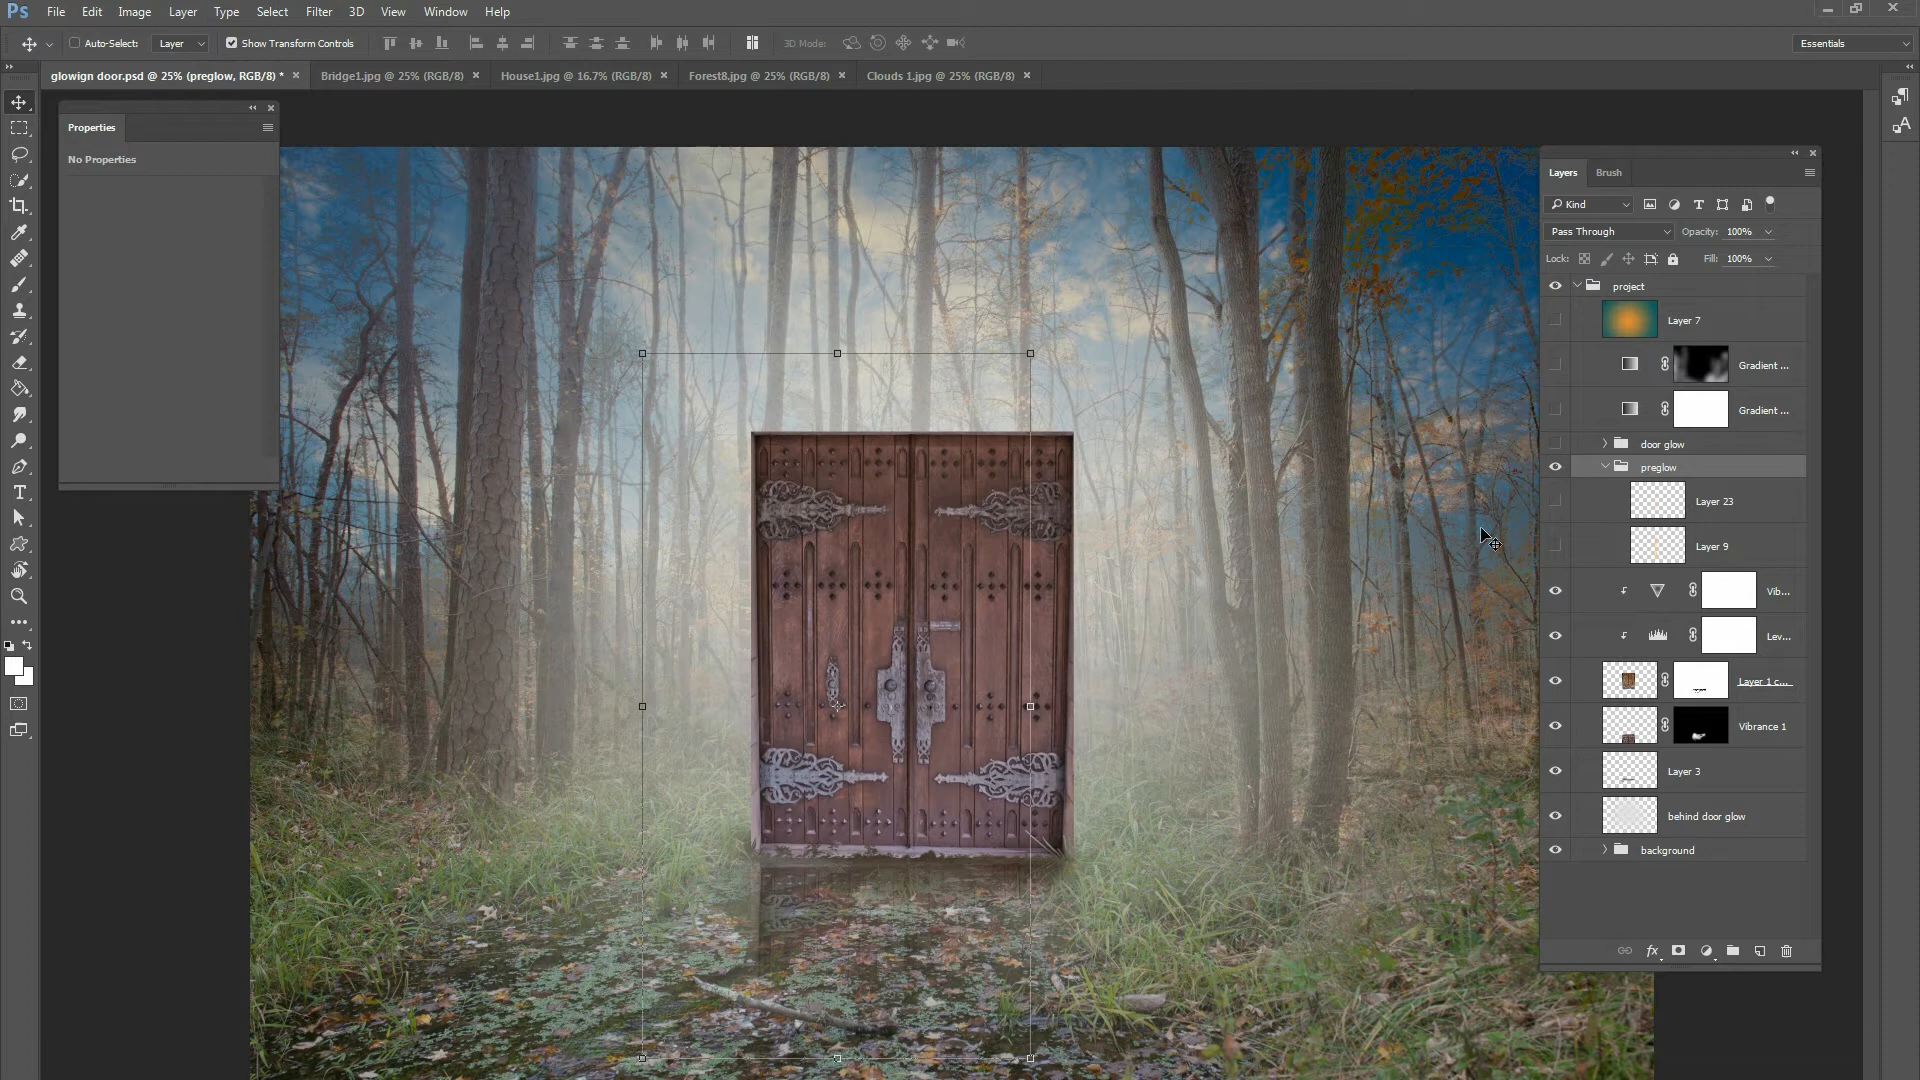 Ps File Edit Image Layer Type Select Filter 3D View Window Help
Auto-Select: Layer Show Transform Controls 3D Mode: Essentials
glowign door.psd @ 25% (preglow, RGB/8) * Bridge1.jpg @ 25% (RGB/8) House1.jpg @ 16.7% (RGB/8) Forest8.jpg @ 25% (RGB/8) Clouds 1.jpg @ 25% (RGB/8)
Properties
No Properties
Layers Brush
Kind
Pass Through Opacity: 100%
Lock: Fill: 100%
project
Layer 7
Gradient ...
Gradient ...
door glow
preglow
Layer 23
Layer 9
Vib...
Lev...
Layer 1 c...
Vibrance 1
Layer 3
behind door glow
background